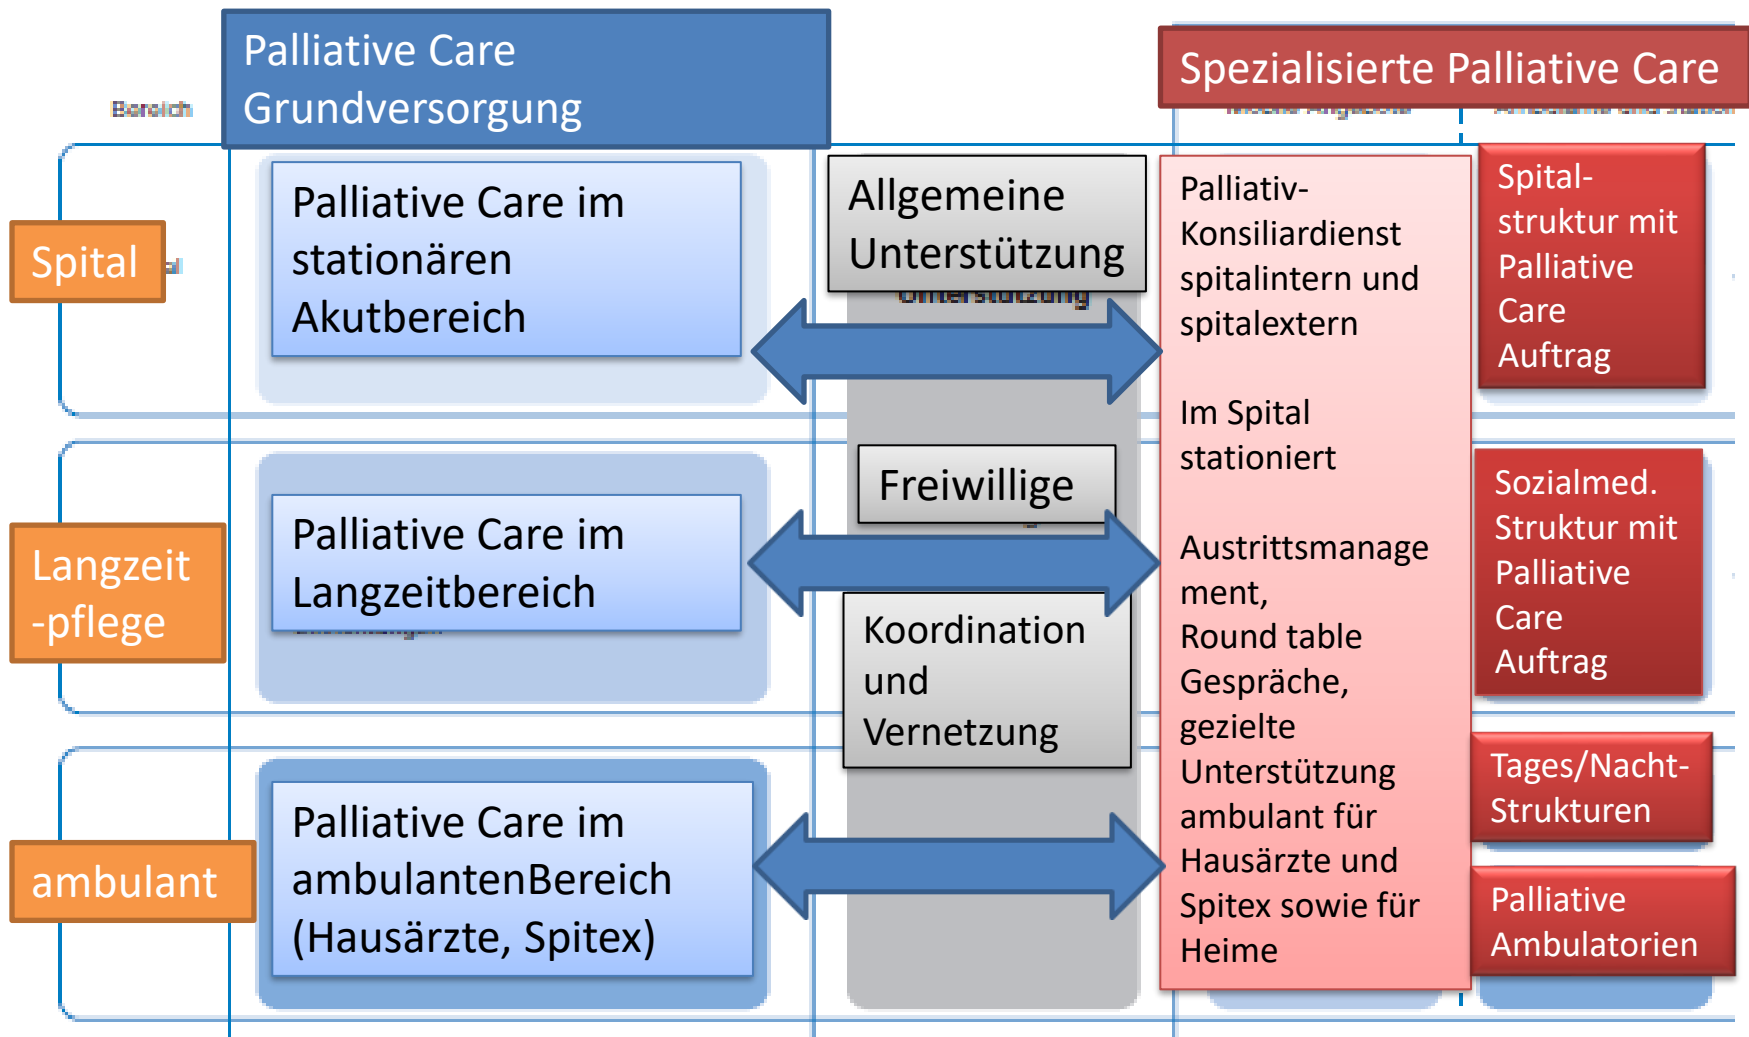 Palliative Care
Grundversorgung
Spezialisierte Palliative Care
Bereich
Spital
Palliative Care im
stationären
Akutbereich
Allgemeine
Unterstützung
Unterstützung
Palliativ-
Konsiliardienst
spitalintern und
spitalextern
Im Spital
stationiert
Austrittsmanage
ment,
Round table
Gespräche,
gezielte
Unterstützung
ambulant für
Hausärzte und
Spitex sowie für
Heime
Spital-
struktur mit
Palliative
Care
Auftrag
Langzeit
-pflege
Palliative Care im
Langzeitbereich
Freiwillige
Koordination
und
Vernetzung
Sozialmed.
Struktur mit
Palliative
Care
Auftrag
ambulant
Palliative Care im
ambulantenBereich
(Hausärzte, Spitex)
Tages/Nacht-
Strukturen
Palliative
Ambulatorien